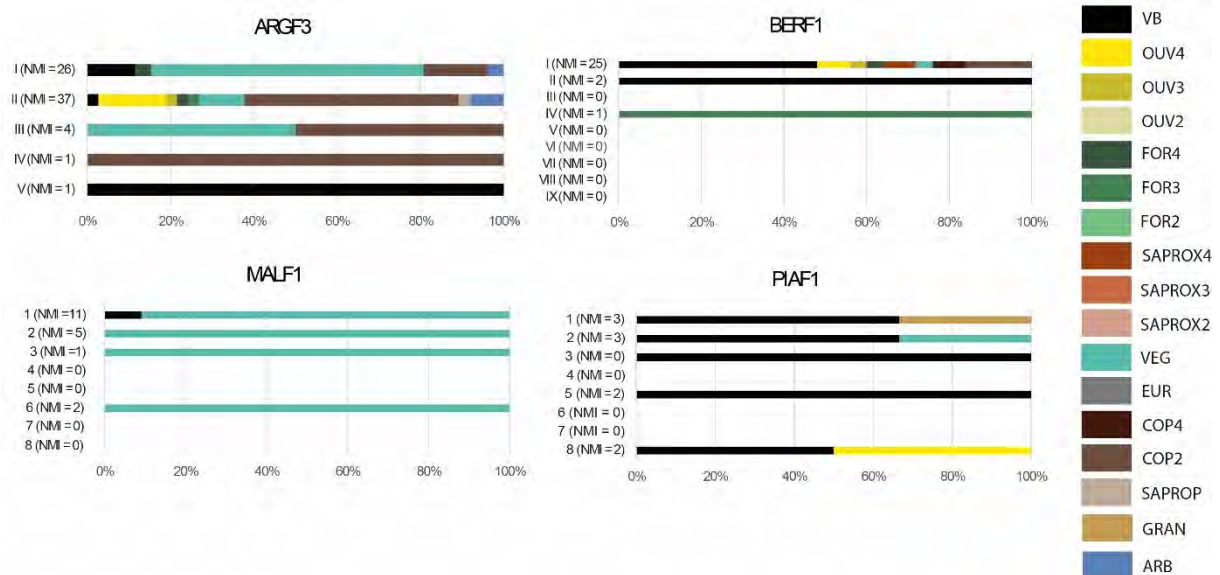 ARGF3
I (NMI = 26)
II (NMI = 37)
III (NMI = 4)
IV (NMI = 1)
V (NMI = 1)
0% 20% 40% 60% 80% 100%
BERF1
I (NMI = 25)
II (NMI = 2)
III (NMI = 0)
IV (NMI = 1)
V (NMI = 0)
VI (NMI = 0)
VII (NMI = 0)
VIII (NMI = 0)
IX (NMI = 0)
0% 20% 40% 60% 80% 100%
MALF1
1 (NMI = 11)
2 (NMI = 5)
3 (NMI = 1)
4 (NMI = 0)
5 (NMI = 0)
6 (NMI = 2)
7 (NMI = 0)
8 (NMI = 0)
0% 20% 40% 60% 80% 100%
PIAF1
1 (NMI = 3)
2 (NMI = 3)
3 (NMI = 0)
4 (NMI = 0)
5 (NMI = 2)
6 (NMI = 0)
7 (NMI = 0)
8 (NMI = 2)
0% 20% 40% 60% 80% 100%
VB
OUV4
OUV3
OUV2
FOR4
FOR3
FOR2
SAPROX4
SAPROX3
SAPROX2
VEG
EUR
COP4
COP2
SAPROP
GRAN
ARB